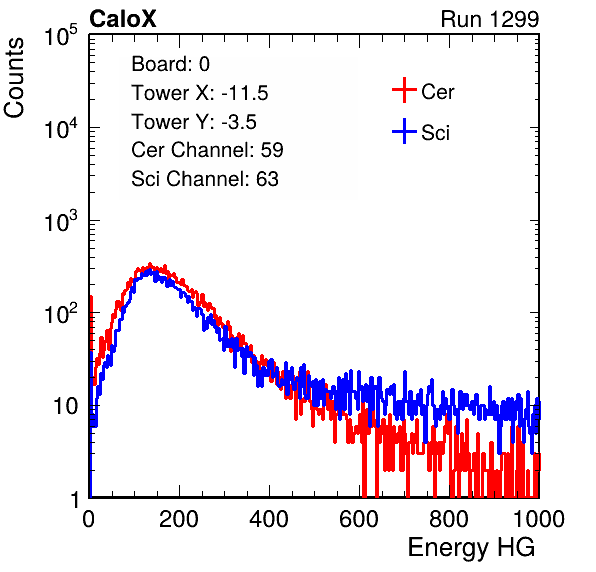 CaloX Run 1299
Counts
Board: 0
Tower X: -11.5
Tower Y: -3.5
Cer Channel: 59
Sci Channel: 63
Cer
Sci
10^5
10^4
10^3
10^2
10
1
0 200 400 600 800 1000
Energy HG